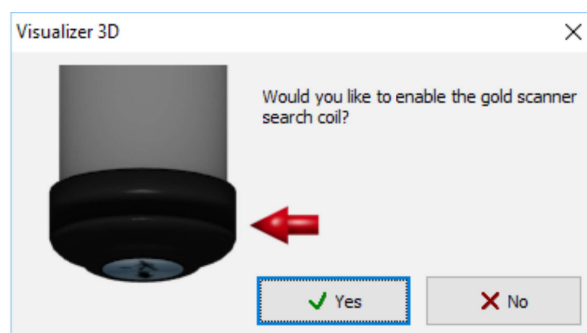 Visualizer 3D
Would you like to enable the gold scanner
search coil?
Yes
No